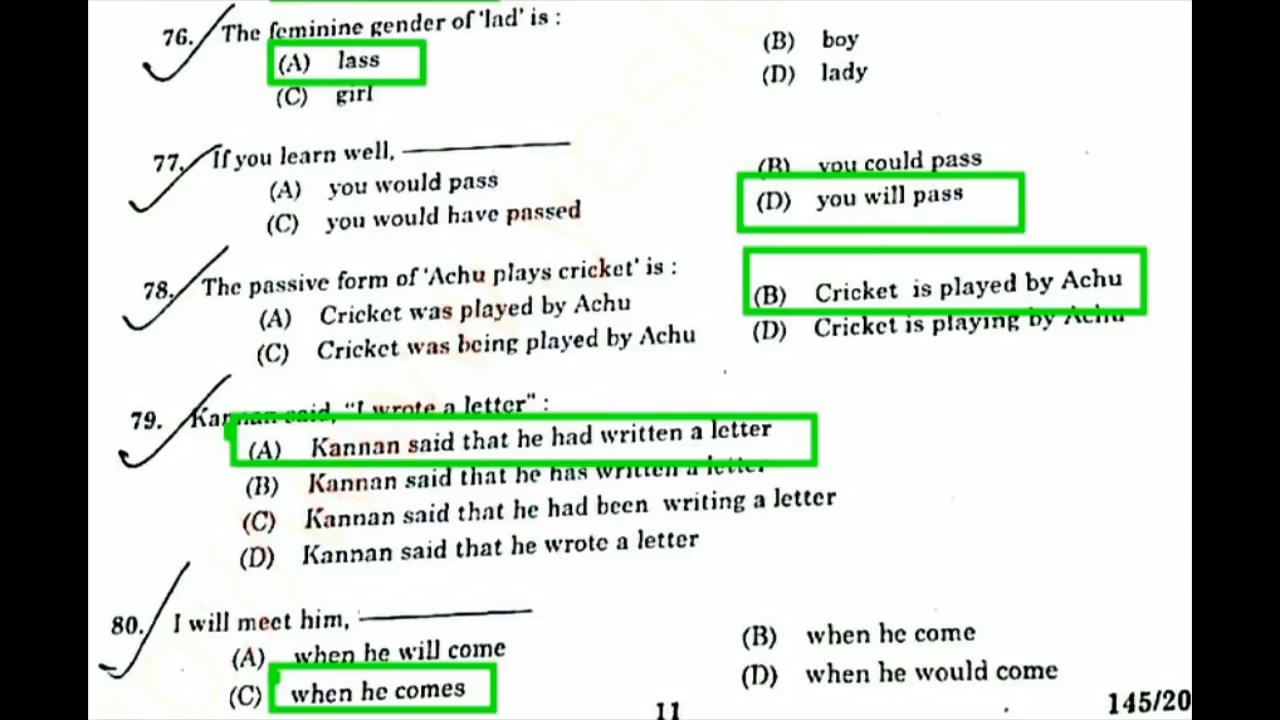 76. The feminine gender of 'lad' is :
(A) lass (B) boy
(C) girl (D) lady
77. If you learn well,
(A) you would pass (B) you could pass
(C) you would have passed (D) you will pass
78. The passive form of 'Achu plays cricket' is :
(A) Cricket was played by Achu (B) Cricket is played by Achu
(C) Cricket was being played by Achu (D) Cricket is playing by Achu
79. Kannan said, "I wrote a letter" :
(A) Kannan said that he had written a letter
(B) Kannan said that he has written a letter
(C) Kannan said that he had been writing a letter
(D) Kannan said that he wrote a letter
80. I will meet him,
(A) when he will come (B) when he come
(C) when he comes (D) when he would come
11 145/20